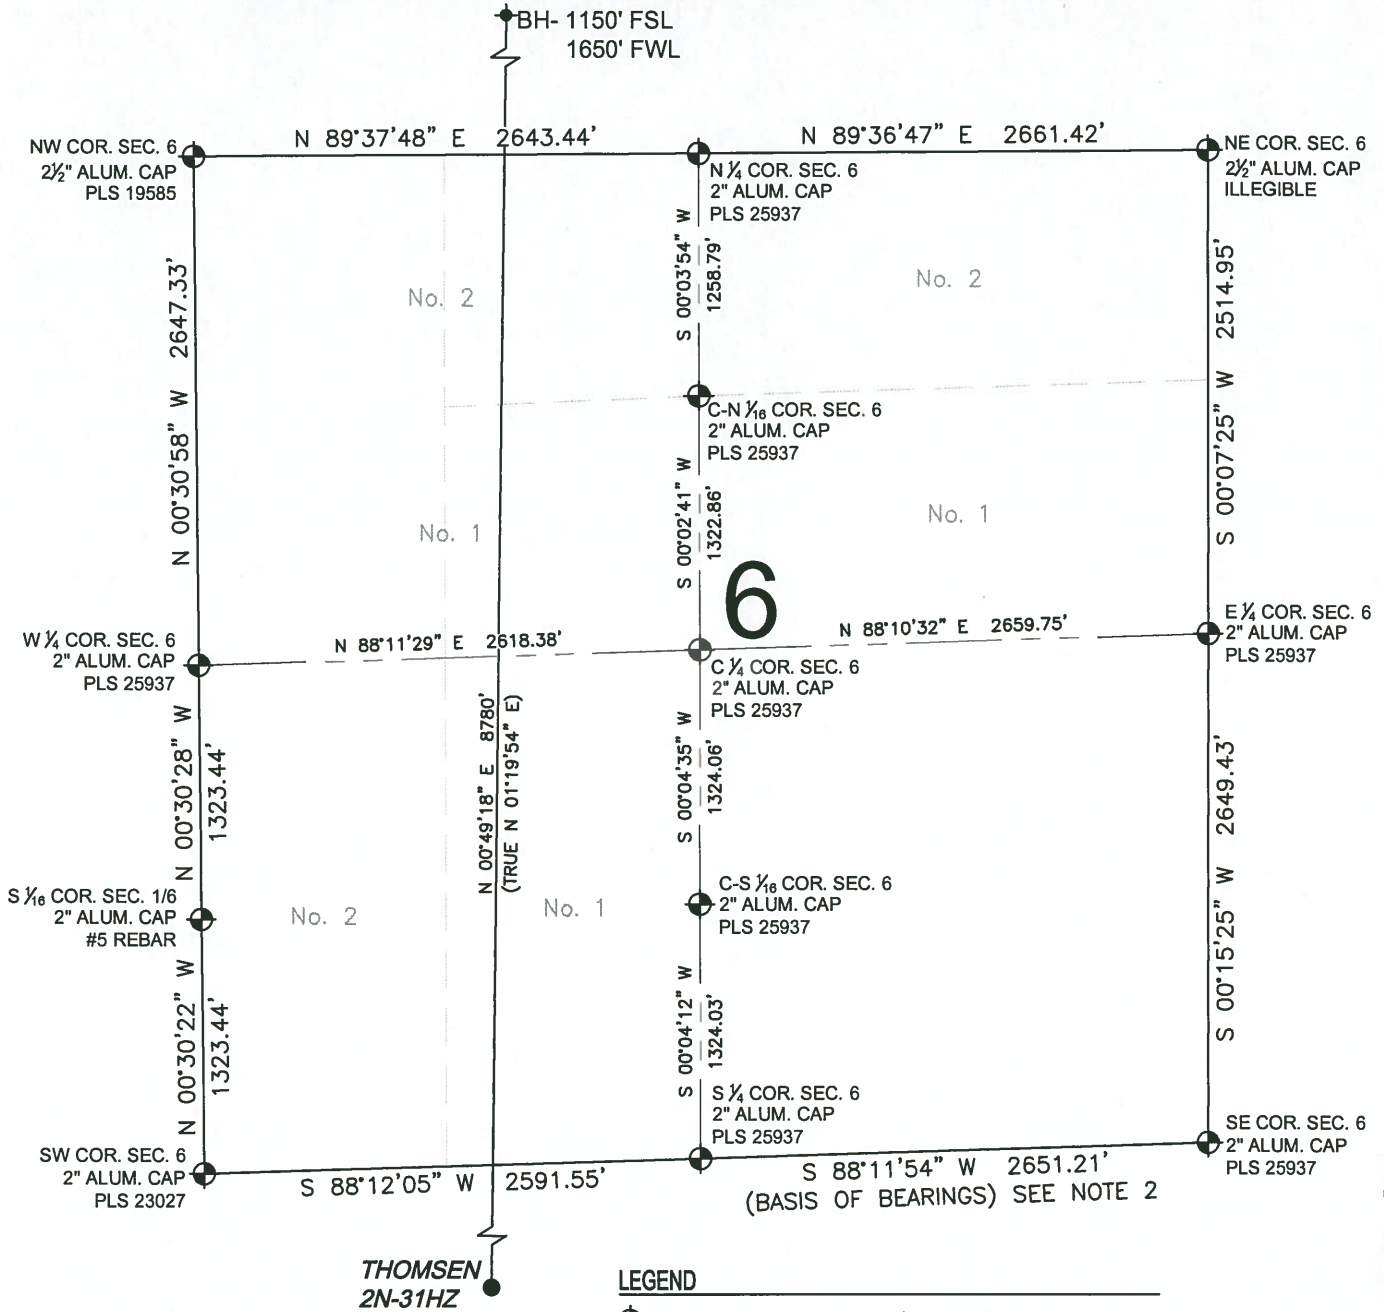 BH- 1150' FSL
1650' FWL
N 89°37'48" E 2643.44'
N 89°36'47" E 2661.42'
NW COR. SEC. 6
2½" ALUM. CAP
PLS 19585
N ¼ COR. SEC. 6
2" ALUM. CAP
PLS 25937
NE COR. SEC. 6
2½" ALUM. CAP
ILLEGIBLE
N 00°30'58" W 2647.33'
No. 2
S 00°03'54" W
1258.79'
No. 2
S 00°07'25" W 2514.95'
C-N 1/16 COR. SEC. 6
2" ALUM. CAP
PLS 25937
No. 1
S 00°02'41" W
1322.86'
No. 1
6
W ¼ COR. SEC. 6
2" ALUM. CAP
PLS 25937
N 88°11'29" E 2618.38'
N 88°10'32" E 2659.75'
E ¼ COR. SEC. 6
2" ALUM. CAP
PLS 25937
C ¼ COR. SEC. 6
2" ALUM. CAP
PLS 25937
N 00°30'28" W
1323.44'
N 00°49'18" E 8780'
(TRUE N 01°19'54" E)
S 00°04'35" W
1324.06'
S 00°15'25" W 2649.43'
S 1/16 COR. SEC. 1/6
2" ALUM. CAP
#5 REBAR
No. 2
No. 1
C-S 1/16 COR. SEC. 6
2" ALUM. CAP
PLS 25937
N 00°30'22" W
1323.44'
S 00°04'12" W
1324.03'
S ¼ COR. SEC. 6
2" ALUM. CAP
PLS 25937
SW COR. SEC. 6
2" ALUM. CAP
PLS 23027
S 88°12'05" W 2591.55'
S 88°11'54" W 2651.21'
(BASIS OF BEARINGS) SEE NOTE 2
SE COR. SEC. 6
2" ALUM. CAP
PLS 25937
THOMSEN
2N-31HZ
LEGEND